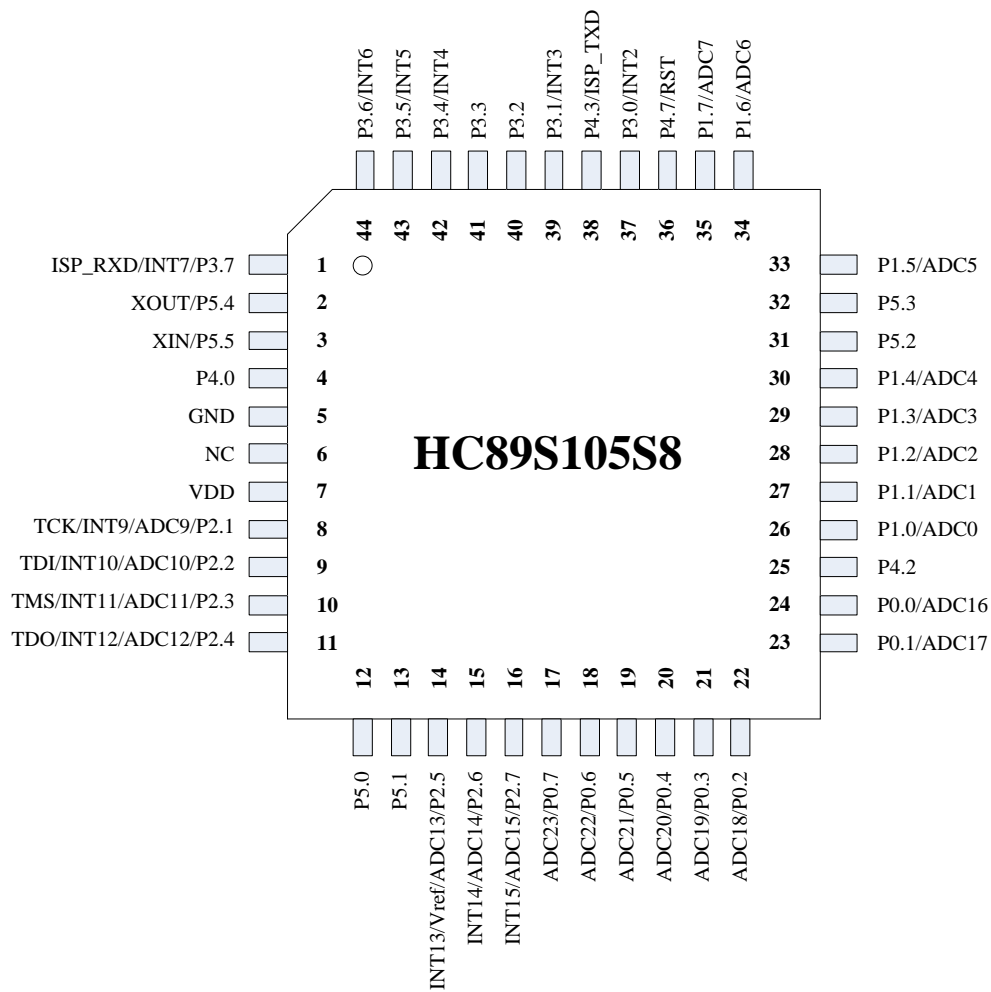 P3.6/INT6
P3.5/INT5
P3.4/INT4
P3.3
P3.2
P3.1/INT3
P4.3/ISP_TXD
P3.0/INT2
P4.7/RST
P1.7/ADC7
P1.6/ADC6
44
43
42
41
40
39
38
37
36
35
34
ISP_RXD/INT7/P3.7
1
33
P1.5/ADC5
XOUT/P5.4
2
32
P5.3
XIN/P5.5
3
31
P5.2
P4.0
4
30
P1.4/ADC4
GND
5
29
P1.3/ADC3
NC
6
HC89S105S8
28
P1.2/ADC2
VDD
7
27
P1.1/ADC1
TCK/INT9/ADC9/P2.1
8
26
P1.0/ADC0
TDI/INT10/ADC10/P2.2
9
25
P4.2
TMS/INT11/ADC11/P2.3
10
24
P0.0/ADC16
TDO/INT12/ADC12/P2.4
11
23
P0.1/ADC17
12
13
14
15
16
17
18
19
20
21
22
P5.0
P5.1
INT13/Vref/ADC13/P2.5
INT14/ADC14/P2.6
INT15/ADC15/P2.7
ADC23/P0.7
ADC22/P0.6
ADC21/P0.5
ADC20/P0.4
ADC19/P0.3
ADC18/P0.2